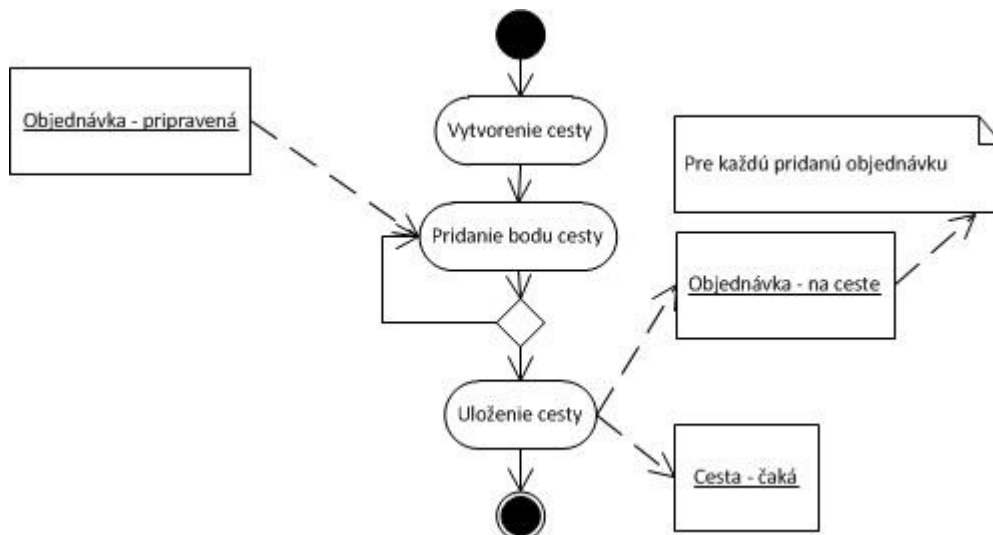 Objednávka - pripravená
Vytvorenie cesty
Pre každú pridanú objednávku
Pridanie bodu cesty
Objednávka - na ceste
Uloženie cesty
Cesta - čaká